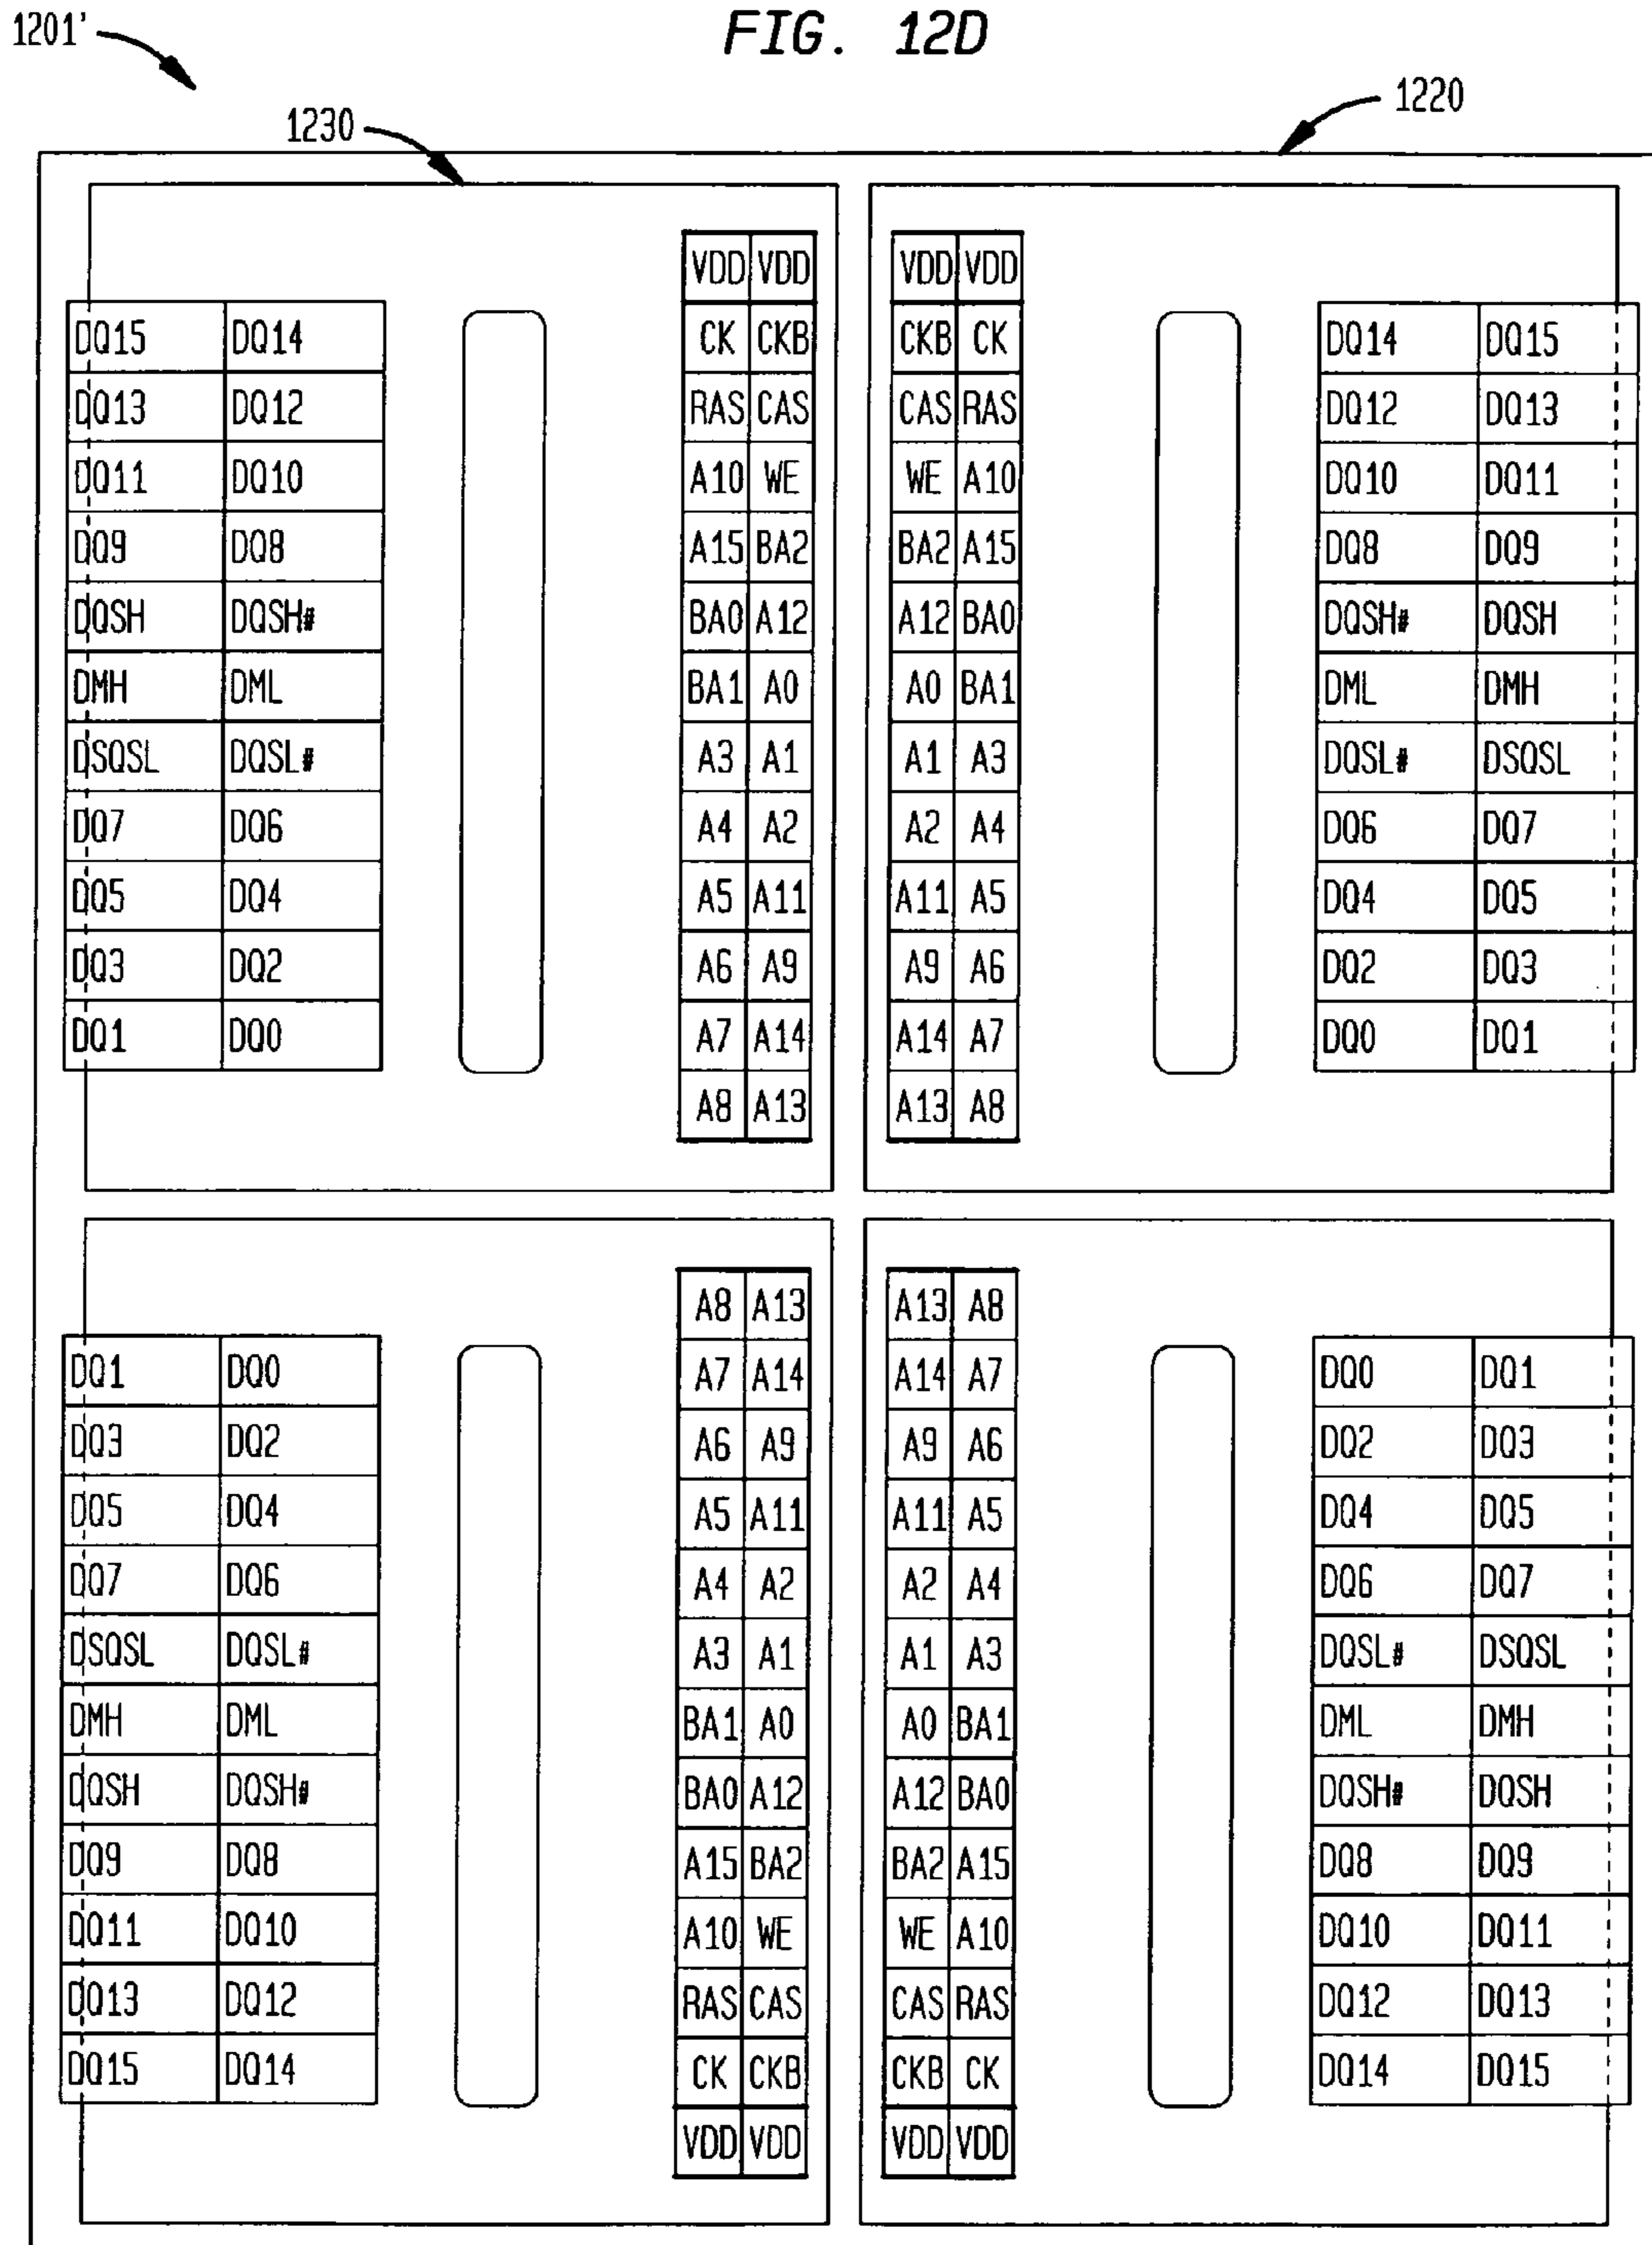 FIG. 12D
1201'
1230
1220
VDD VDD VDD VDD
DQ15 DQ14 CK CKB CKB CK DQ14 DQ15
DQ13 DQ12 RAS CAS CAS RAS DQ12 DQ13
DQ11 DQ10 A10 WE WE A10 DQ10 DQ11
DQ9 DQ8 A15 BA2 BA2 A15 DQ8 DQ9
DQSH DQSH# BA0 A12 A12 BA0 DQSH# DQSH
DMH DML BA1 A0 A0 BA1 DML DMH
DSQSL DQSL# A3 A1 A1 A3 DQSL# DSQSL
DQ7 DQ6 A4 A2 A2 A4 DQ6 DQ7
DQ5 DQ4 A5 A11 A11 A5 DQ4 DQ5
DQ3 DQ2 A6 A9 A9 A6 DQ2 DQ3
DQ1 DQ0 A7 A14 A14 A7 DQ0 DQ1
A8 A13 A13 A8
A8 A13 A13 A8
DQ1 DQ0 A7 A14 A14 A7 DQ0 DQ1
DQ3 DQ2 A6 A9 A9 A6 DQ2 DQ3
DQ5 DQ4 A5 A11 A11 A5 DQ4 DQ5
DQ7 DQ6 A4 A2 A2 A4 DQ6 DQ7
DSQSL DQSL# A3 A1 A1 A3 DQSL# DSQSL
DMH DML BA1 A0 A0 BA1 DML DMH
DQSH DQSH# BA0 A12 A12 BA0 DQSH# DQSH
DQ9 DQ8 A15 BA2 BA2 A15 DQ8 DQ9
DQ11 DQ10 A10 WE WE A10 DQ10 DQ11
DQ13 DQ12 RAS CAS CAS RAS DQ12 DQ13
DQ15 DQ14 CK CKB CKB CK DQ14 DQ15
VDD VDD VDD VDD